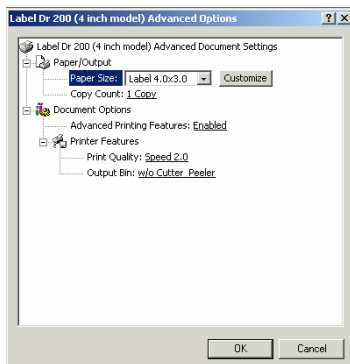 Label Dr 200 (4 inch model) Advanced Options
Label Dr 200 (4 inch model) Advanced Document Settings
Paper/Output
Paper Size: Label 4.0x3.0 Customize
Copy Count: 1 Copy
Document Options
Advanced Printing Features: Enabled
Printer Features
Print Quality: Speed 2.0
Output Bin: w/o Cutter_Peeler
OK Cancel